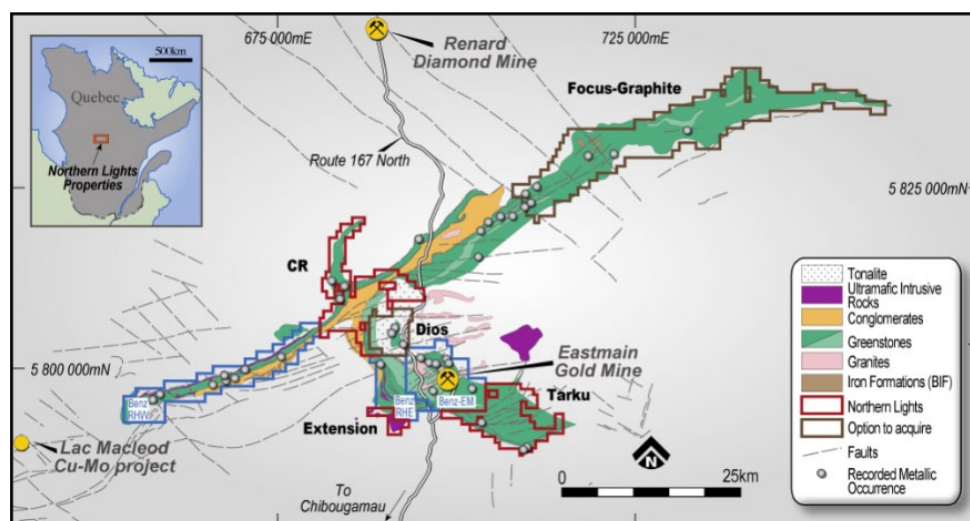 675 000mE
725 000mE
500km
Quebec
Northern Lights
Properties
Renard
Diamond Mine
Focus-Graphite
Route 167 North
5 825 000mN
CR
Dios
5 800 000mN
Eastmain
Gold Mine
Benz
RHW
Benz
RHE
Benz-EM
Tarku
Extension
Lac Macleod
Cu-Mo project
To
Chibougamau
N
0
25km
Tonalite
Ultramafic Intrusive
Rocks
Conglomerates
Greenstones
Granites
Iron Formations (BIF)
Northern Lights
Option to acquire
Faults
Recorded Metallic
Occurrence